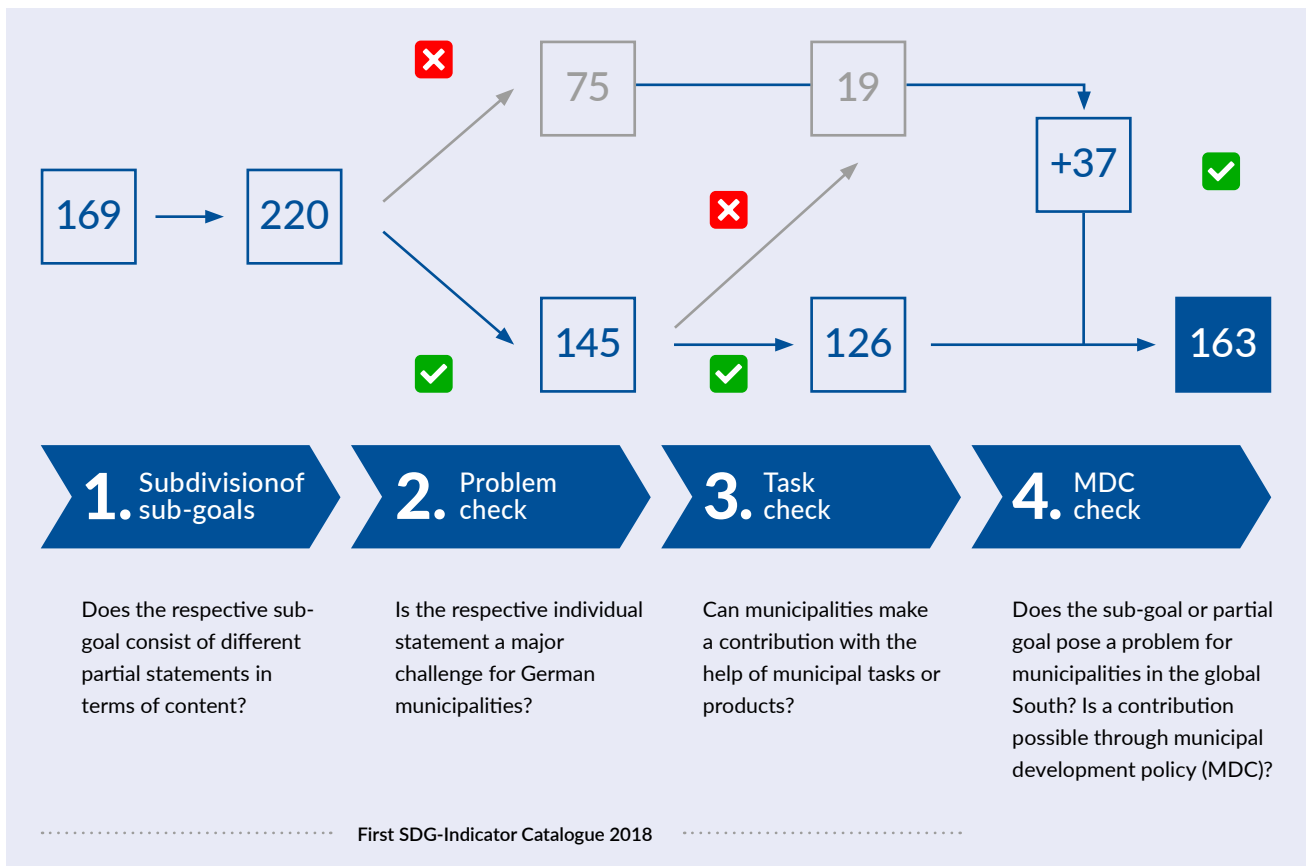 75
19
+37
169
220
145
126
163
1. Subdivisionof
sub-goals
2. Problem
check
3. Task
check
4. MDC
check
Does the respective sub-
goal consist of different
partial statements in
terms of content?
Is the respective individual
statement a major
challenge for German
municipalities?
Can municipalities make
a contribution with the
help of municipal tasks or
products?
Does the sub-goal or partial
goal pose a problem for
municipalities in the global
South? Is a contribution
possible through municipal
development policy (MDC)?
First SDG-Indicator Catalogue 2018